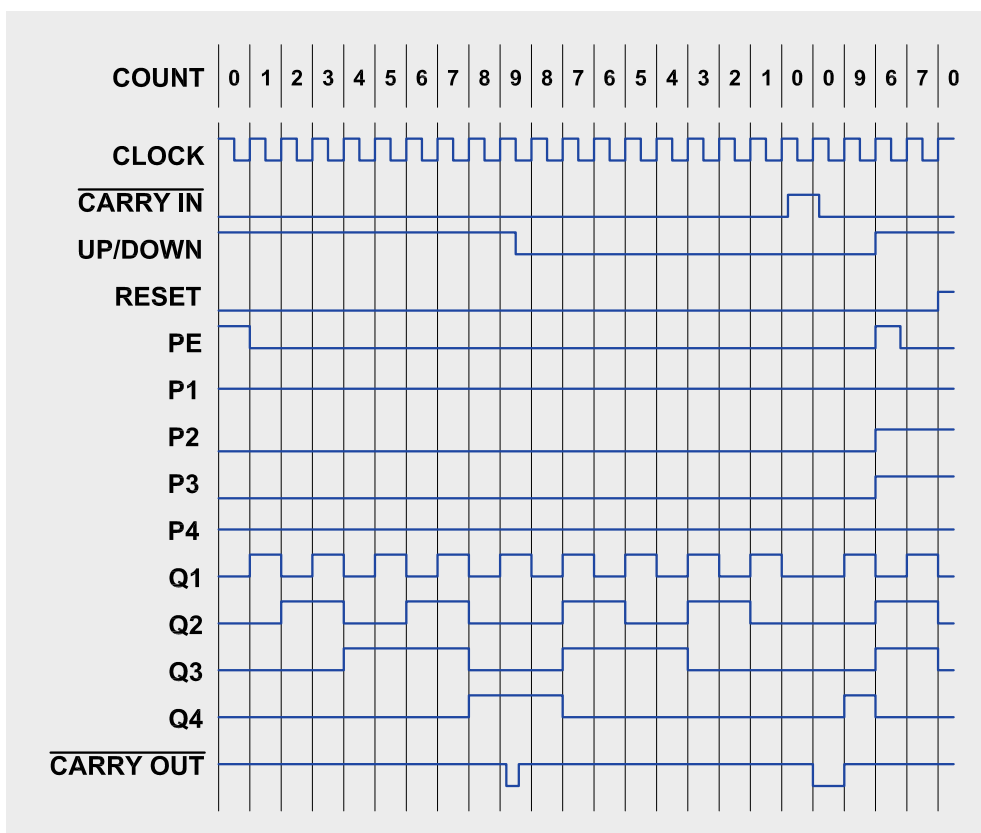 COUNT 0 1 2 3 4 5 6 7 8 9 8 7 6 5 4 3 2 1 0 0 9 6 7 0
CLOCK
CARRY IN
UP/DOWN
RESET
PE
P1
P2
P3
P4
Q1
Q2
Q3
Q4
CARRY OUT